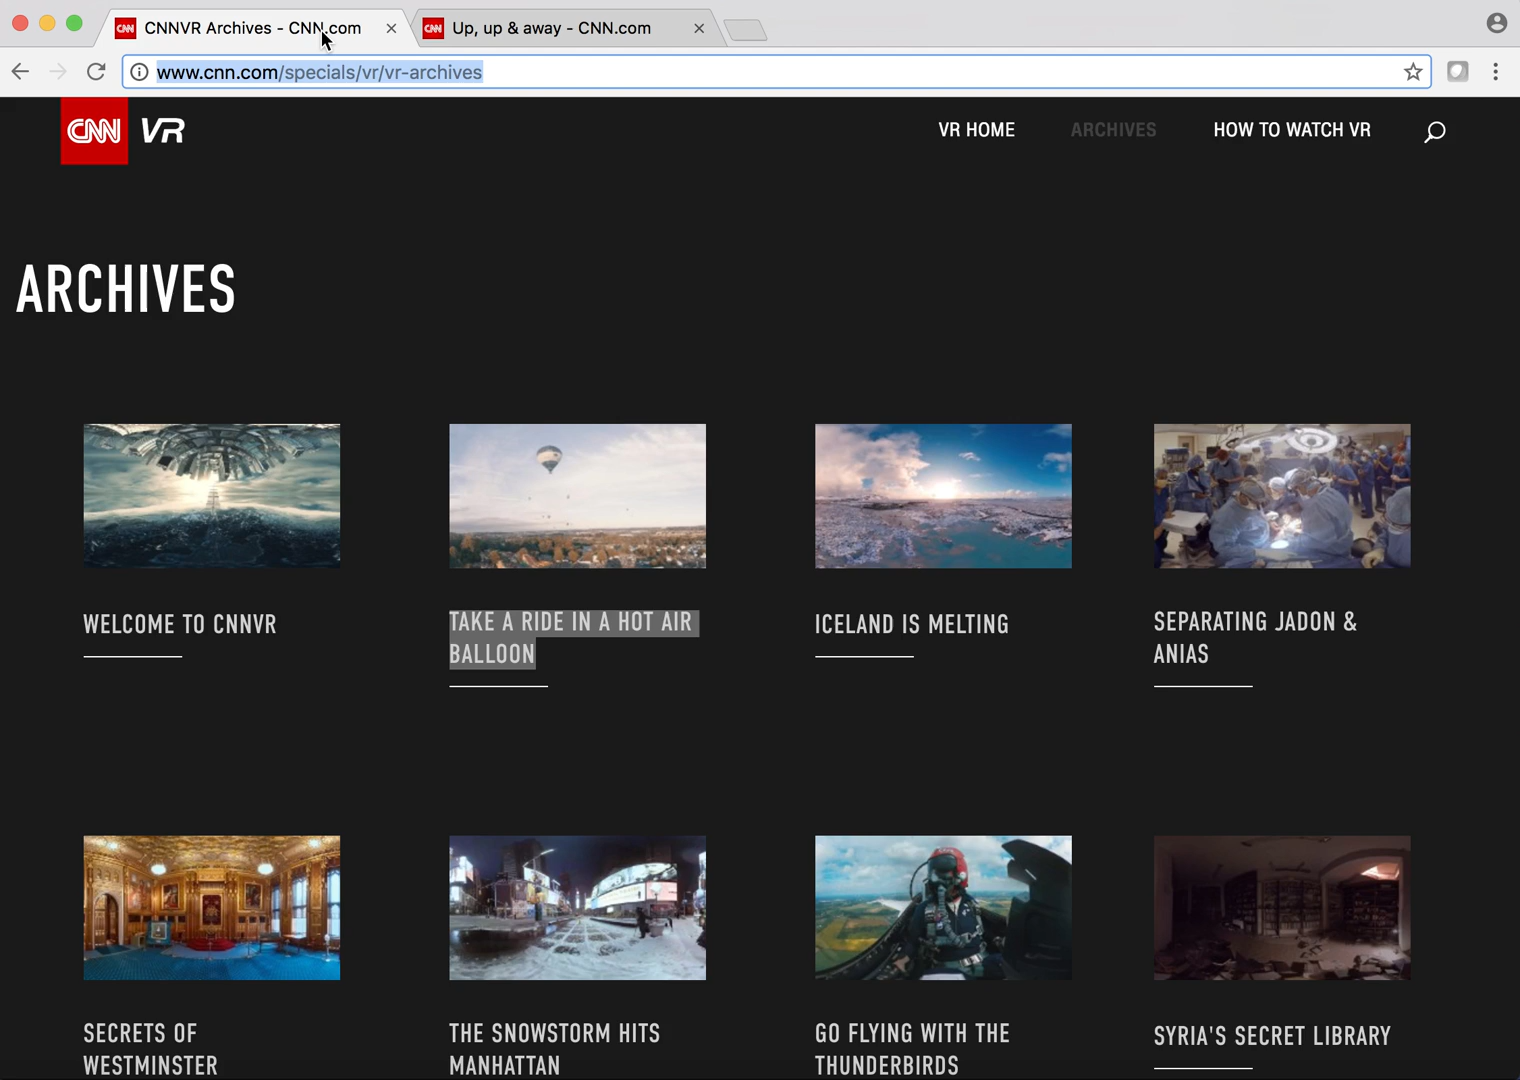 CNN CNNVR Archives - CNN.com
CNN Up, up & away - CNN.com
www.cnn.com/specials/vr/vr-archives
CNN VR
VR HOME
ARCHIVES
HOW TO WATCH VR
ARCHIVES
WELCOME TO CNNVR
TAKE A RIDE IN A HOT AIR
BALLOON
ICELAND IS MELTING
SEPARATING JADON &
ANIAS
SECRETS OF
WESTMINSTER
THE SNOWSTORM HITS
MANHATTAN
GO FLYING WITH THE
THUNDERBIRDS
SYRIA'S SECRET LIBRARY